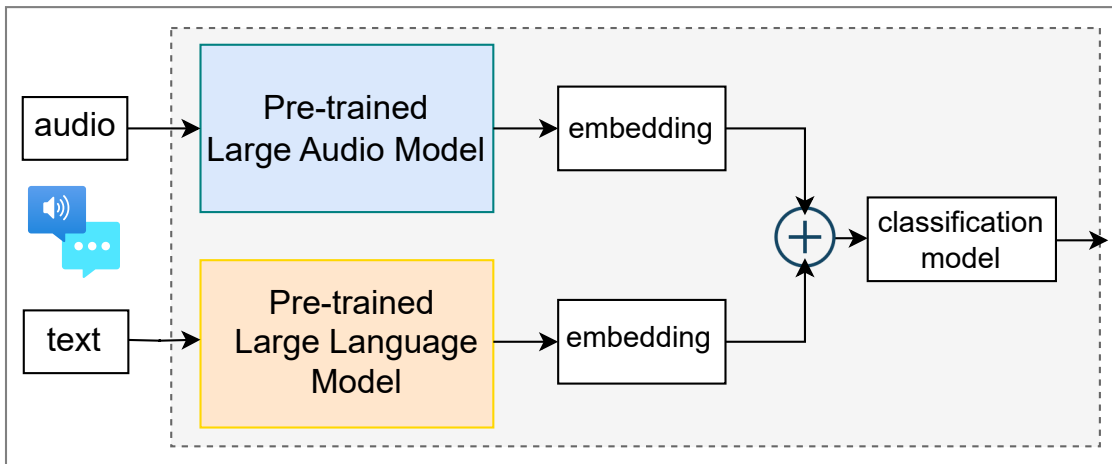 audio
Pre-trained
Large Audio Model
embedding
classification
model
text
Pre-trained
Large Language
Model
embedding